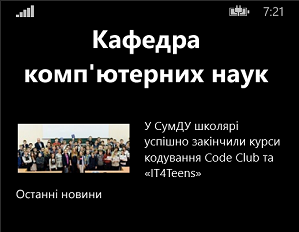 7:21
Кафедра
комп'ютерних наук
У СумДУ школярі
успішно закінчили курси
кодування Code Club та
«IT4Teens»
Останні новини